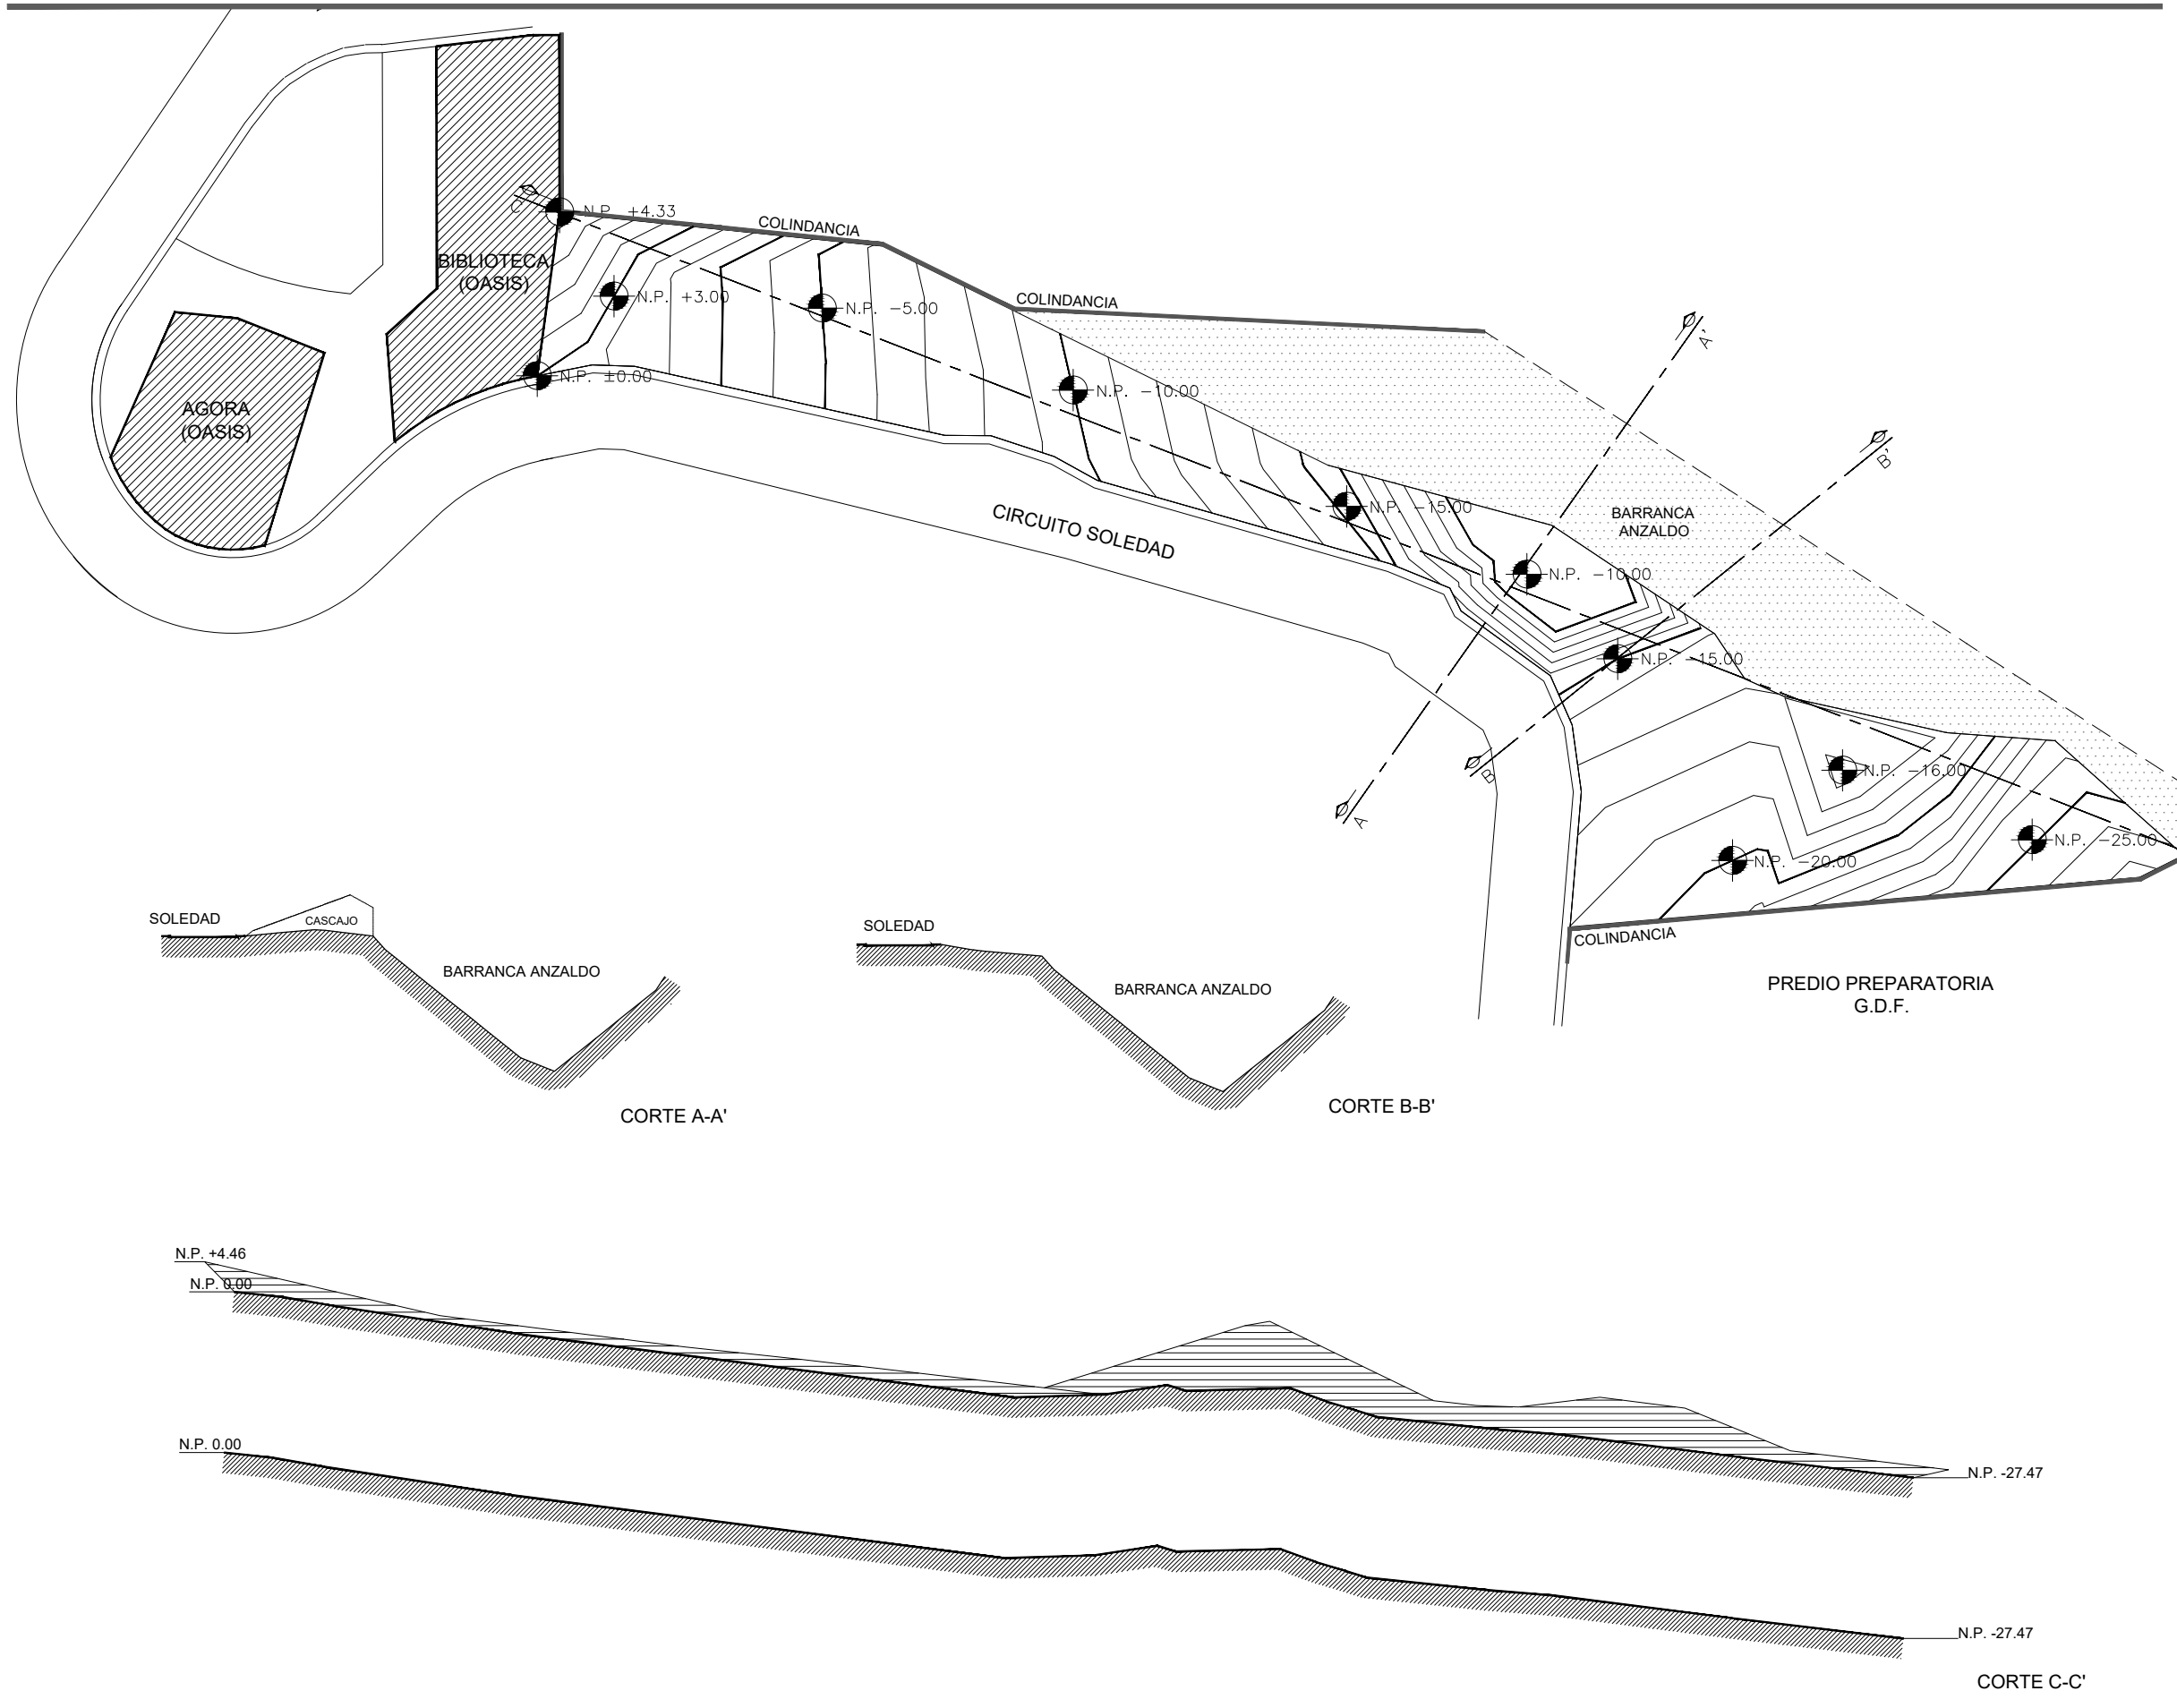 C
N.P. +4.33
COLINDANCIA
BIBLIOTECA
(OASIS)
N.P. +3.00
N.P. -5.00
COLINDANCIA
A'
N.P. ±0.00
N.P. -10.00
AGORA
(OASIS)
B'
CIRCUITO SOLEDAD
N.P. -15.00
BARRANCA
ANZALDO
N.P. -10.00
N.P. -15.00
B
A
N.P. -16.00
N.P. -25.00
N.P. -20.00
COLINDANCIA
PREDIO PREPARATORIA
G.D.F.
SOLEDAD
CASCAJO
BARRANCA ANZALDO
CORTE A-A'
SOLEDAD
BARRANCA ANZALDO
CORTE B-B'
N.P. +4.46
N.P. 0.00
N.P. -27.47
N.P. 0.00
N.P. -27.47
CORTE C-C'